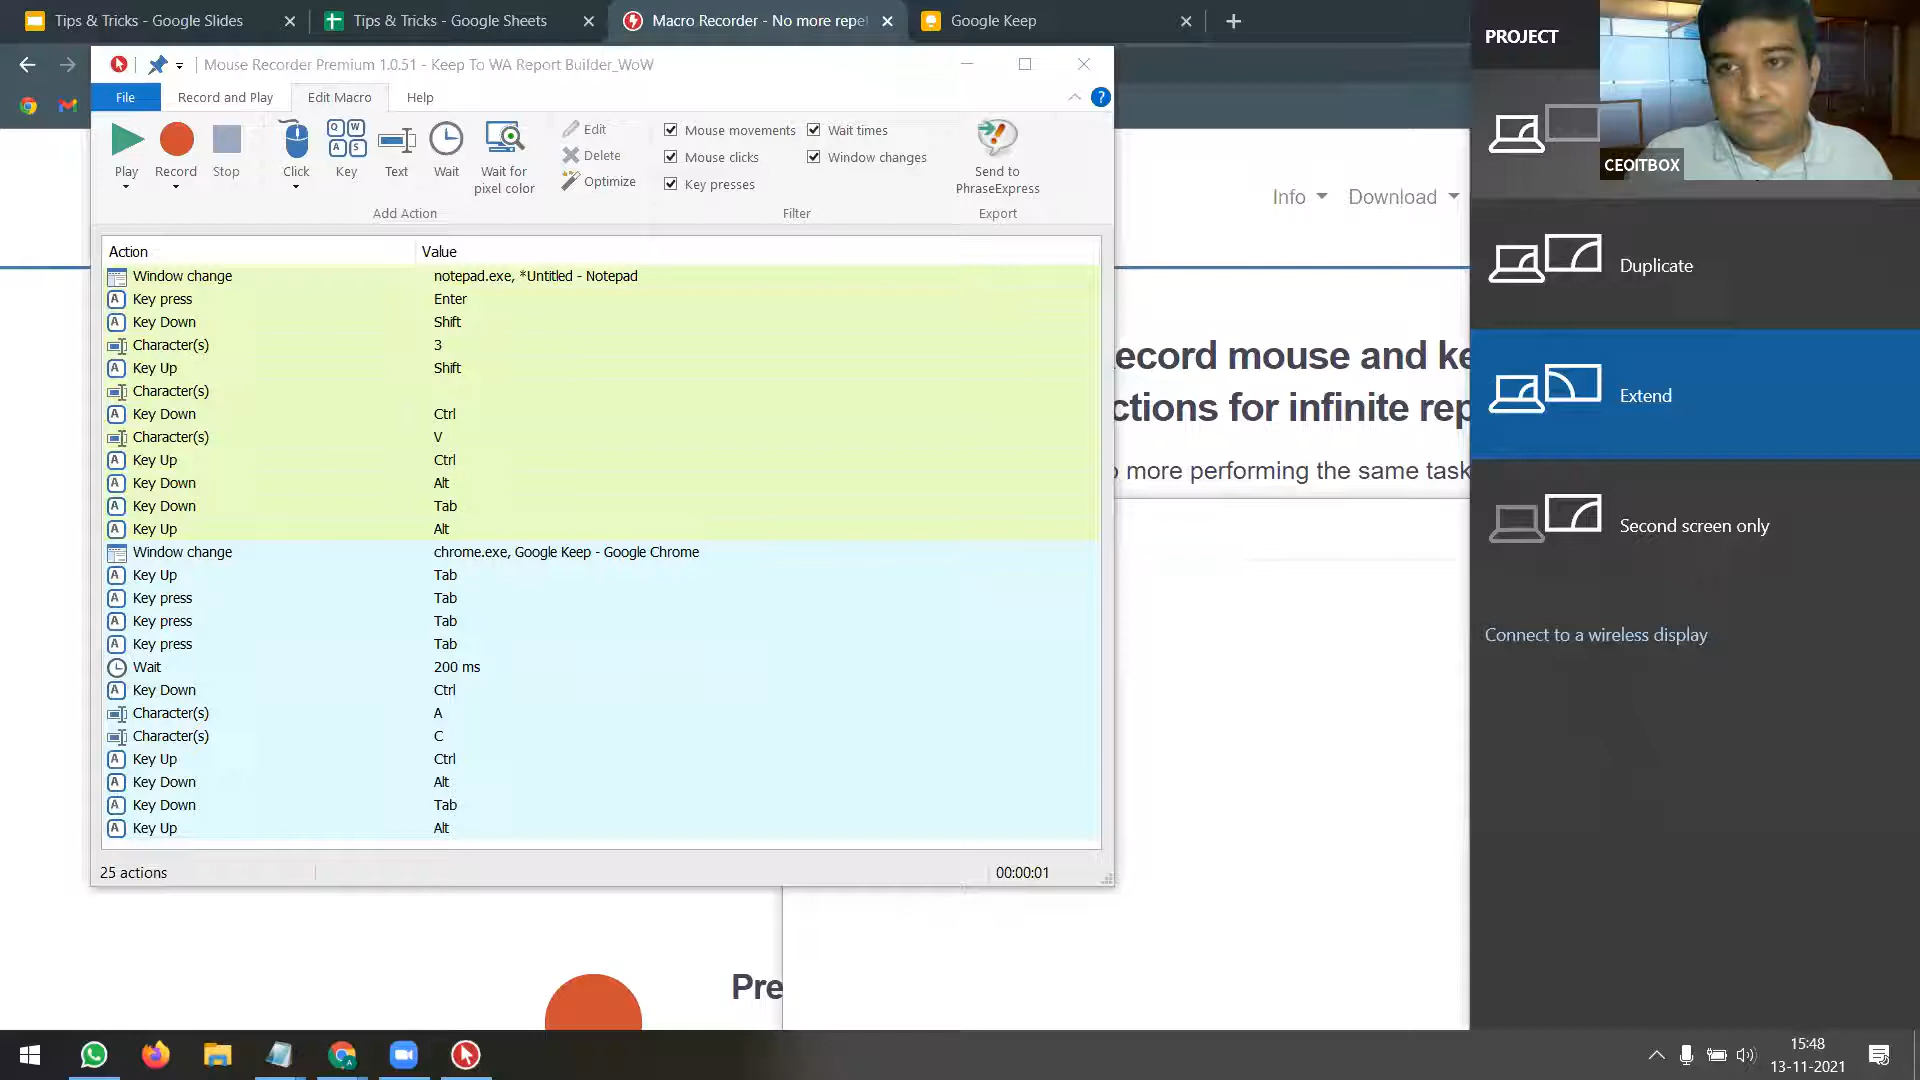 Tips & Tricks - Google Slides
Tips & Tricks - Google Sheets
Macro Recorder - No more repe
Google Keep
Mouse Recorder Premium 1.0.51 - Keep To WA Report Builder_WoW
File
Record and Play
Edit Macro
Help
Play
Record
Stop
Click
Key
Text
Wait
Wait for
pixel color
Add Action
Edit
Delete
Optimize
Mouse movements
Mouse clicks
Key presses
Wait times
Window changes
Filter
Send to
PhraseExpress
Export
Action Value
Window change notepad.exe, *Untitled - Notepad
Key press Enter
Key Down Shift
Character(s) 3
Key Up Shift
Character(s)
Key Down Ctrl
Character(s) V
Key Up Ctrl
Key Down Alt
Key Down Tab
Key Up Alt
Window change chrome.exe, Google Keep - Google Chrome
Key Up Tab
Key press Tab
Key press Tab
Key press Tab
Wait 200 ms
Key Down Ctrl
Character(s) A
Character(s) C
Key Up Ctrl
Key Down Alt
Key Down Tab
Key Up Alt
25 actions
00:00:01
Info
Download
ecord mouse and ke
ctions for infinite rep
more performing the same task
Pre
PROJECT
CEOITBOX
Duplicate
Extend
Second screen only
Connect to a wireless display
15:48
13-11-2021